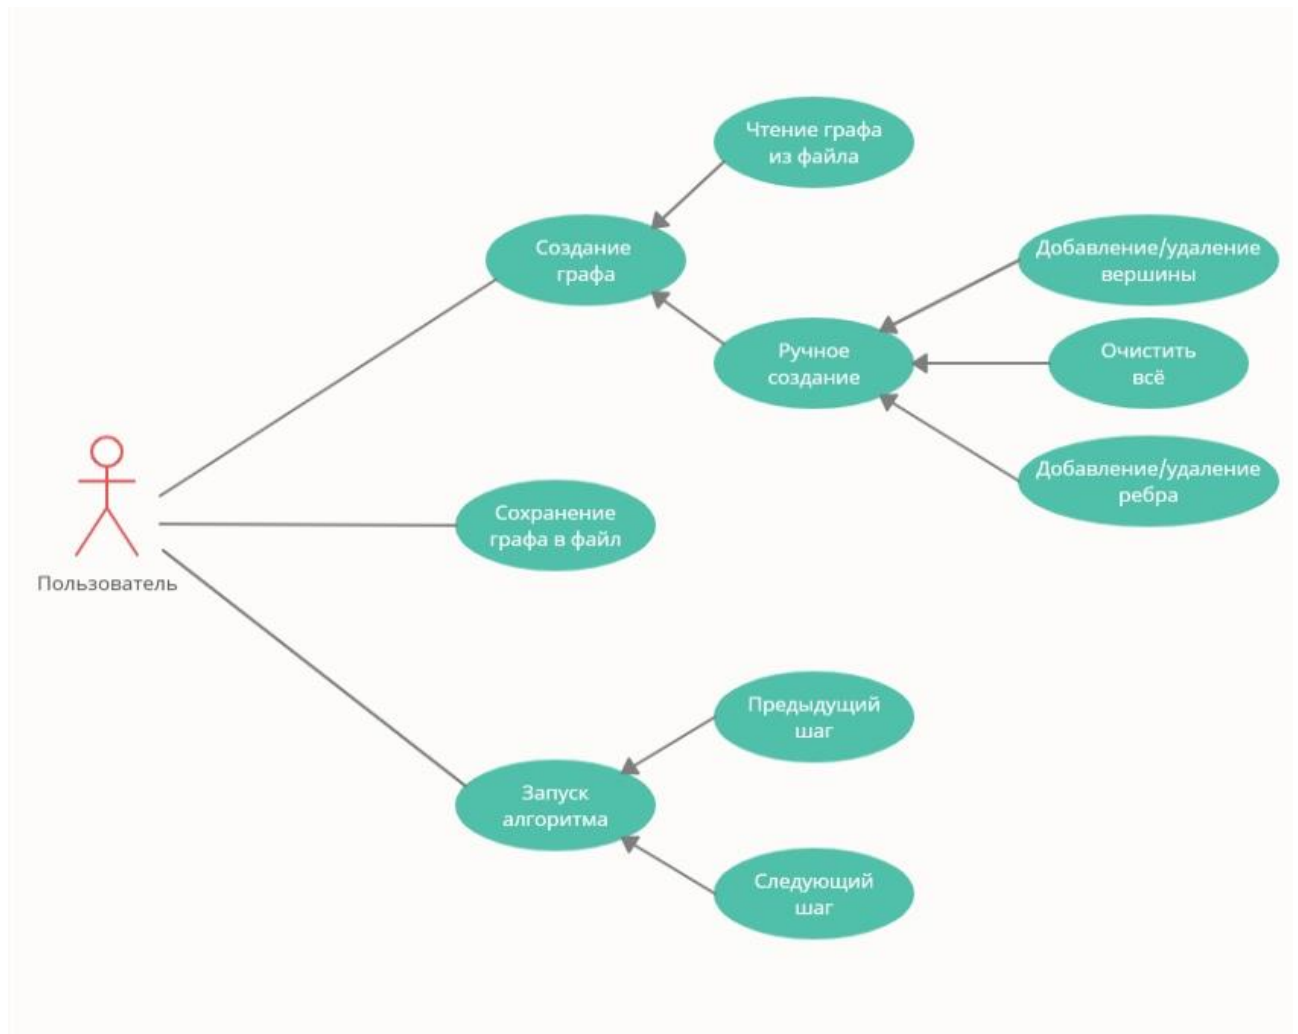 Чтение графа
из файла
Создание
графа
Добавление/удаление
вершины
Ручное
создание
Очистить
всё
Добавление/удаление
ребра
Сохранение
графа в файл
Пользователь
Предыдущий
шаг
Запуск
алгоритма
Следующий
шаг